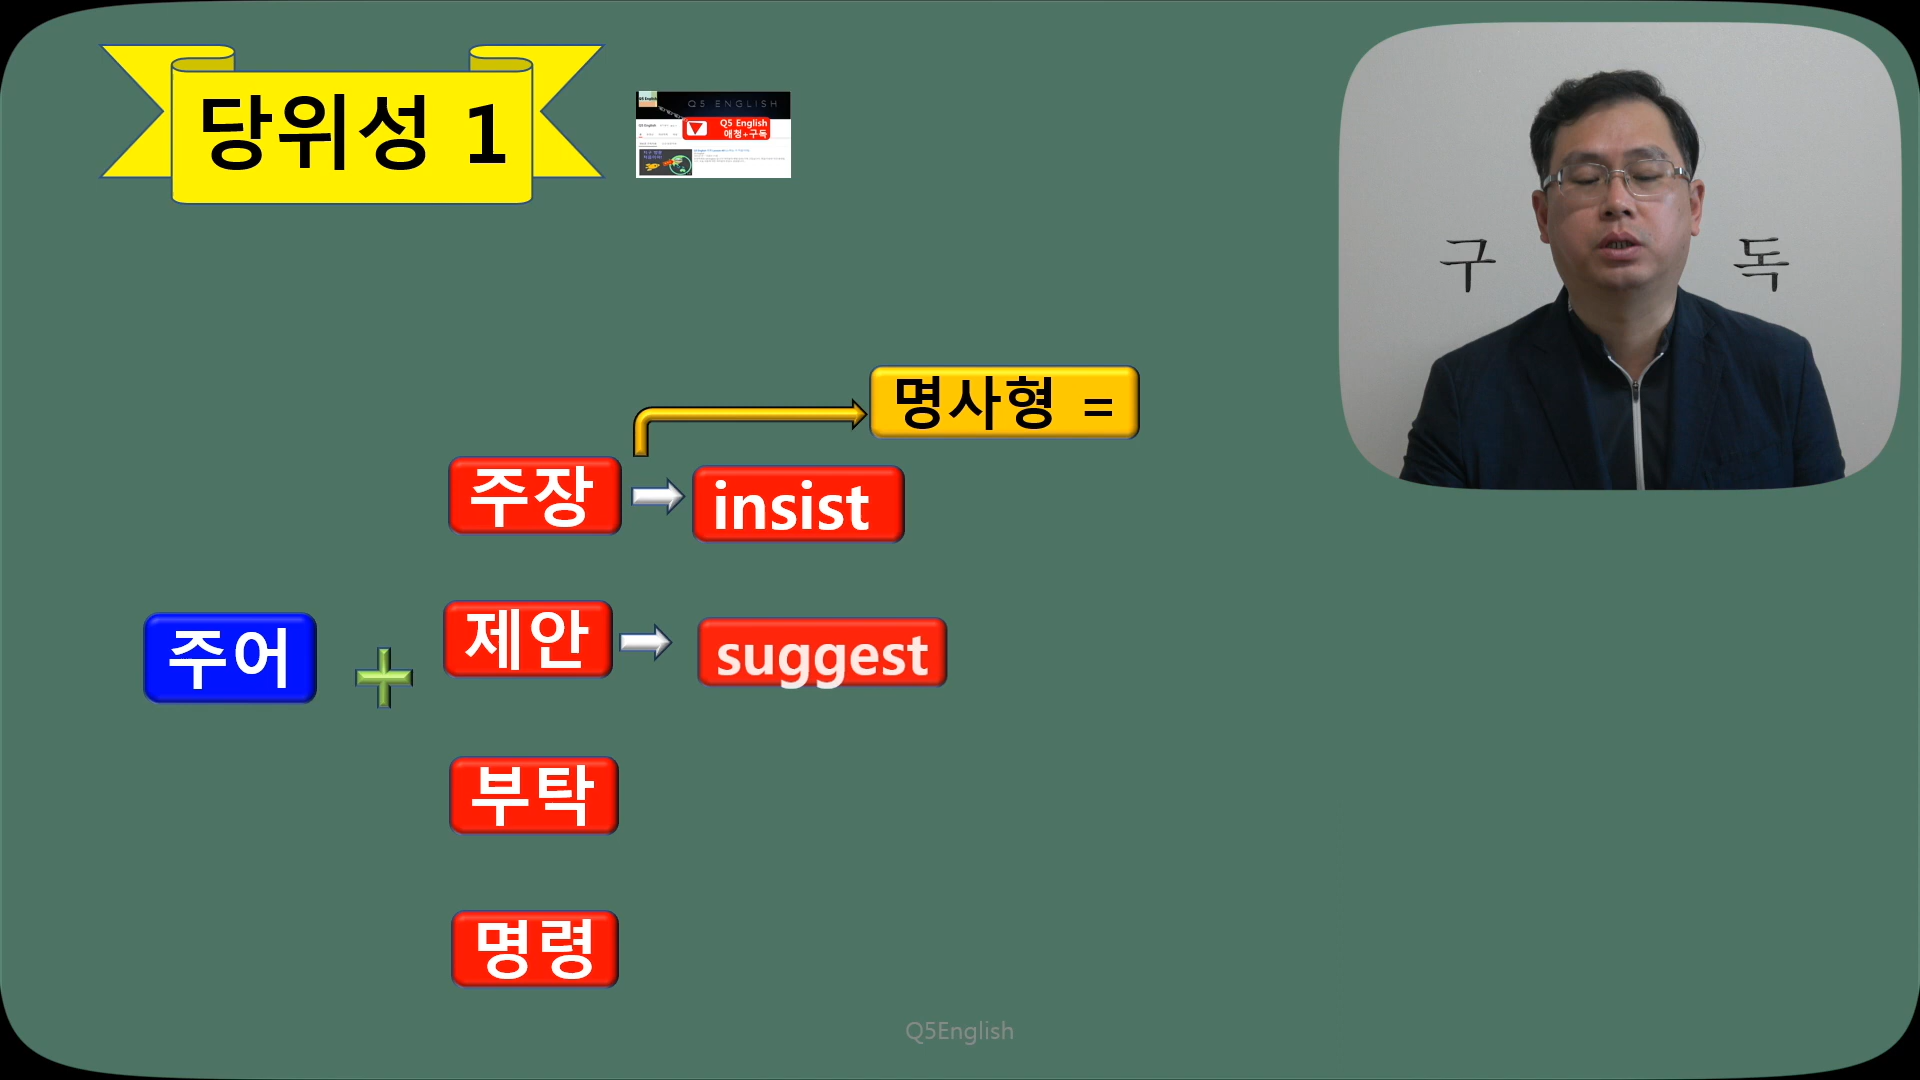 당위성 1
Q5 ENGLISH
Q5 English
애청+구독
구 독
명사형 =
주장
insist
제안
suggest
주어
부탁
명령
Q5English